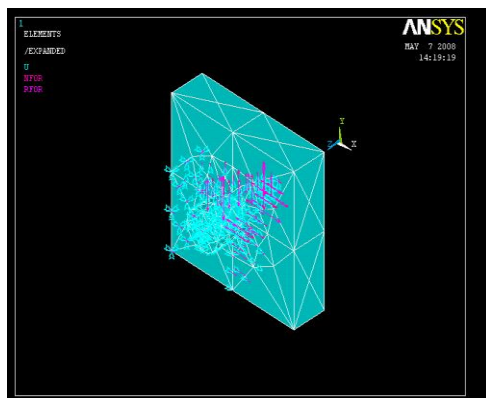 1
ELEMENTS
/EXPANDED
U
NFOR
RFOR
ANSYS
MAY 7 2008
14:19:19
Y
Z
X